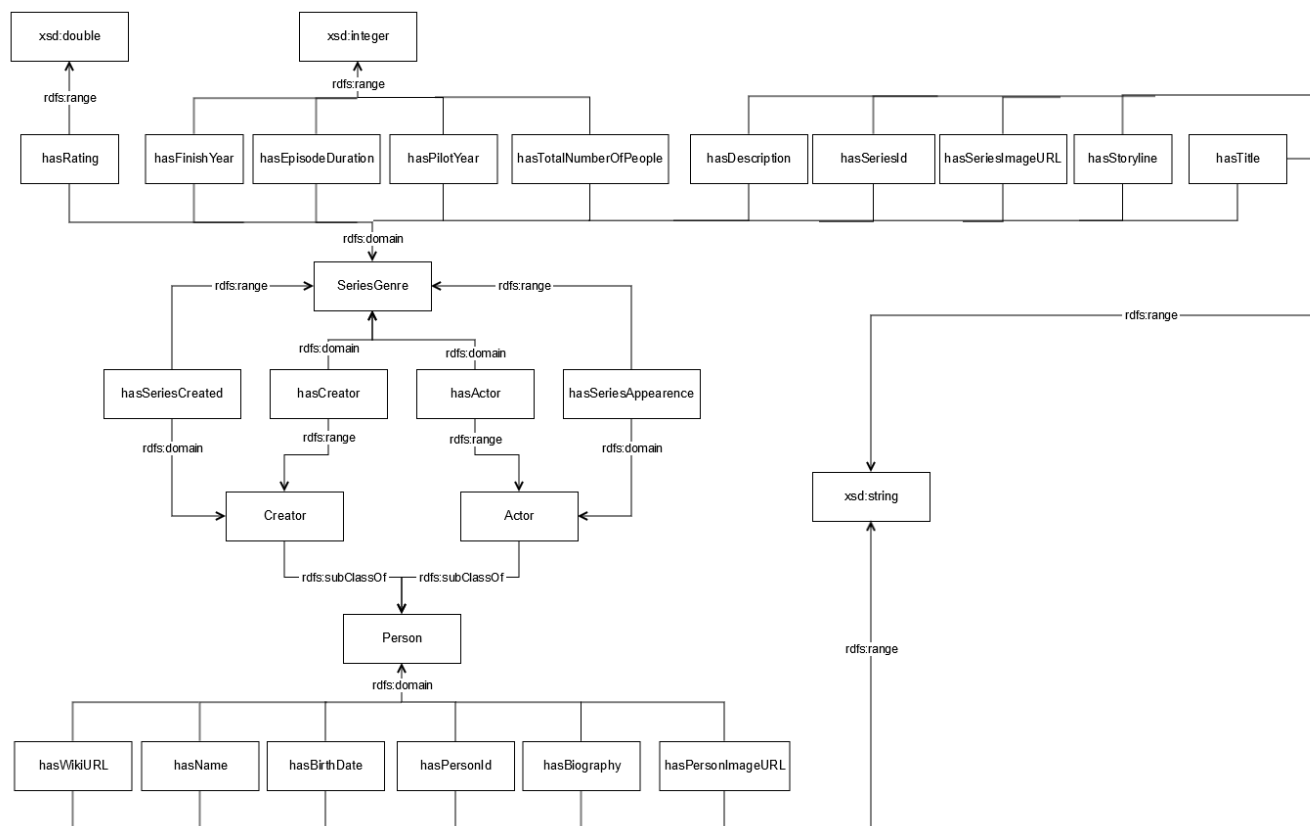 xsd:double
xsd:integer
rdfs:range
rdfs:range
hasRating
hasFinishYear
hasEpisodeDuration
hasPilotYear
hasTotalNumberOfPeople
hasDescription
hasSeriesId
hasSeriesImageURL
hasStoryline
hasTitle
rdfs:domain
SeriesGenre
rdfs:range
rdfs:range
rdfs:range
rdfs:domain
rdfs:domain
hasSeriesCreated
hasCreator
hasActor
hasSeriesAppearence
rdfs:domain
rdfs:range
rdfs:range
rdfs:domain
xsd:string
Creator
Actor
rdfs:subClassOf
rdfs:subClassOf
Person
rdfs:range
rdfs:domain
hasWikiURL
hasName
hasBirthDate
hasPersonId
hasBiography
hasPersonImageURL